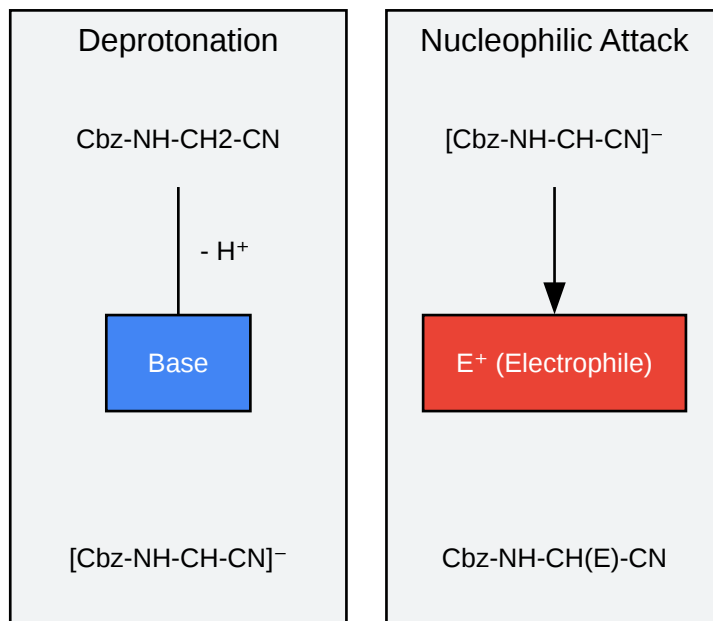 Deprotonation
Cbz-NH-CH2-CN
- H⁺
Base
[Cbz-NH-CH-CN]⁻
Nucleophilic Attack
[Cbz-NH-CH-CN]⁻
E⁺ (Electrophile)
Cbz-NH-CH(E)-CN